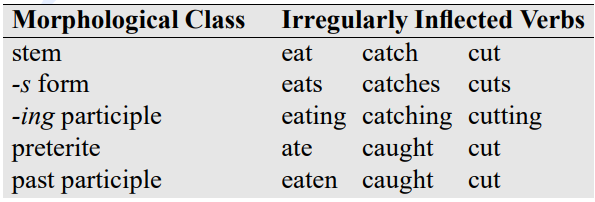 Morphological Class Irregularly Inflected Verbs
stem eat catch cut
-s form eats catches cuts
-ing participle eating catching cutting
preterite ate caught cut
past participle eaten caught cut